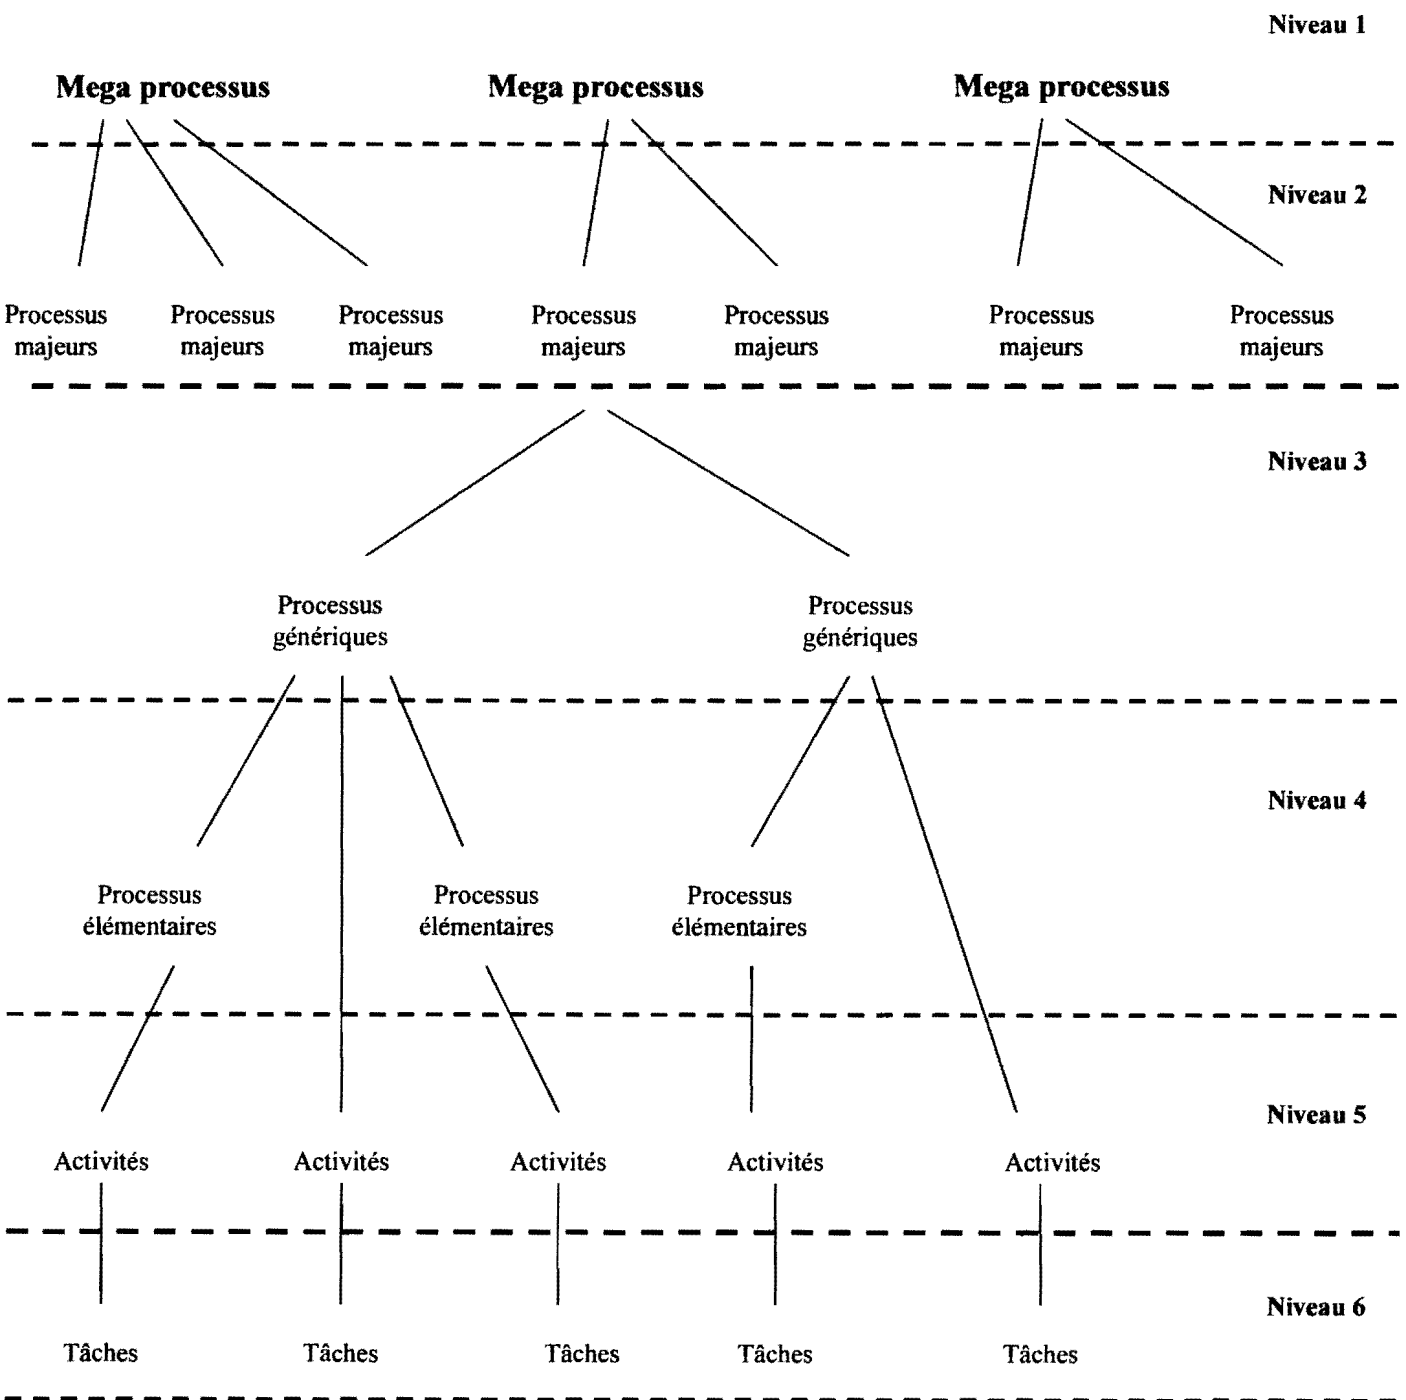 Niveau 1
Mega processus Mega processus Mega processus
Niveau 2
Processus Processus Processus Processus Processus Processus Processus
majeurs majeurs majeurs majeurs majeurs majeurs majeurs
Niveau 3
Processus Processus
génériques génériques
Niveau 4
Processus Processus Processus
élémentaires élémentaires élémentaires
Niveau 5
Activités Activités Activités Activités Activités
Niveau 6
Tâches Tâches Tâches Tâches Tâches